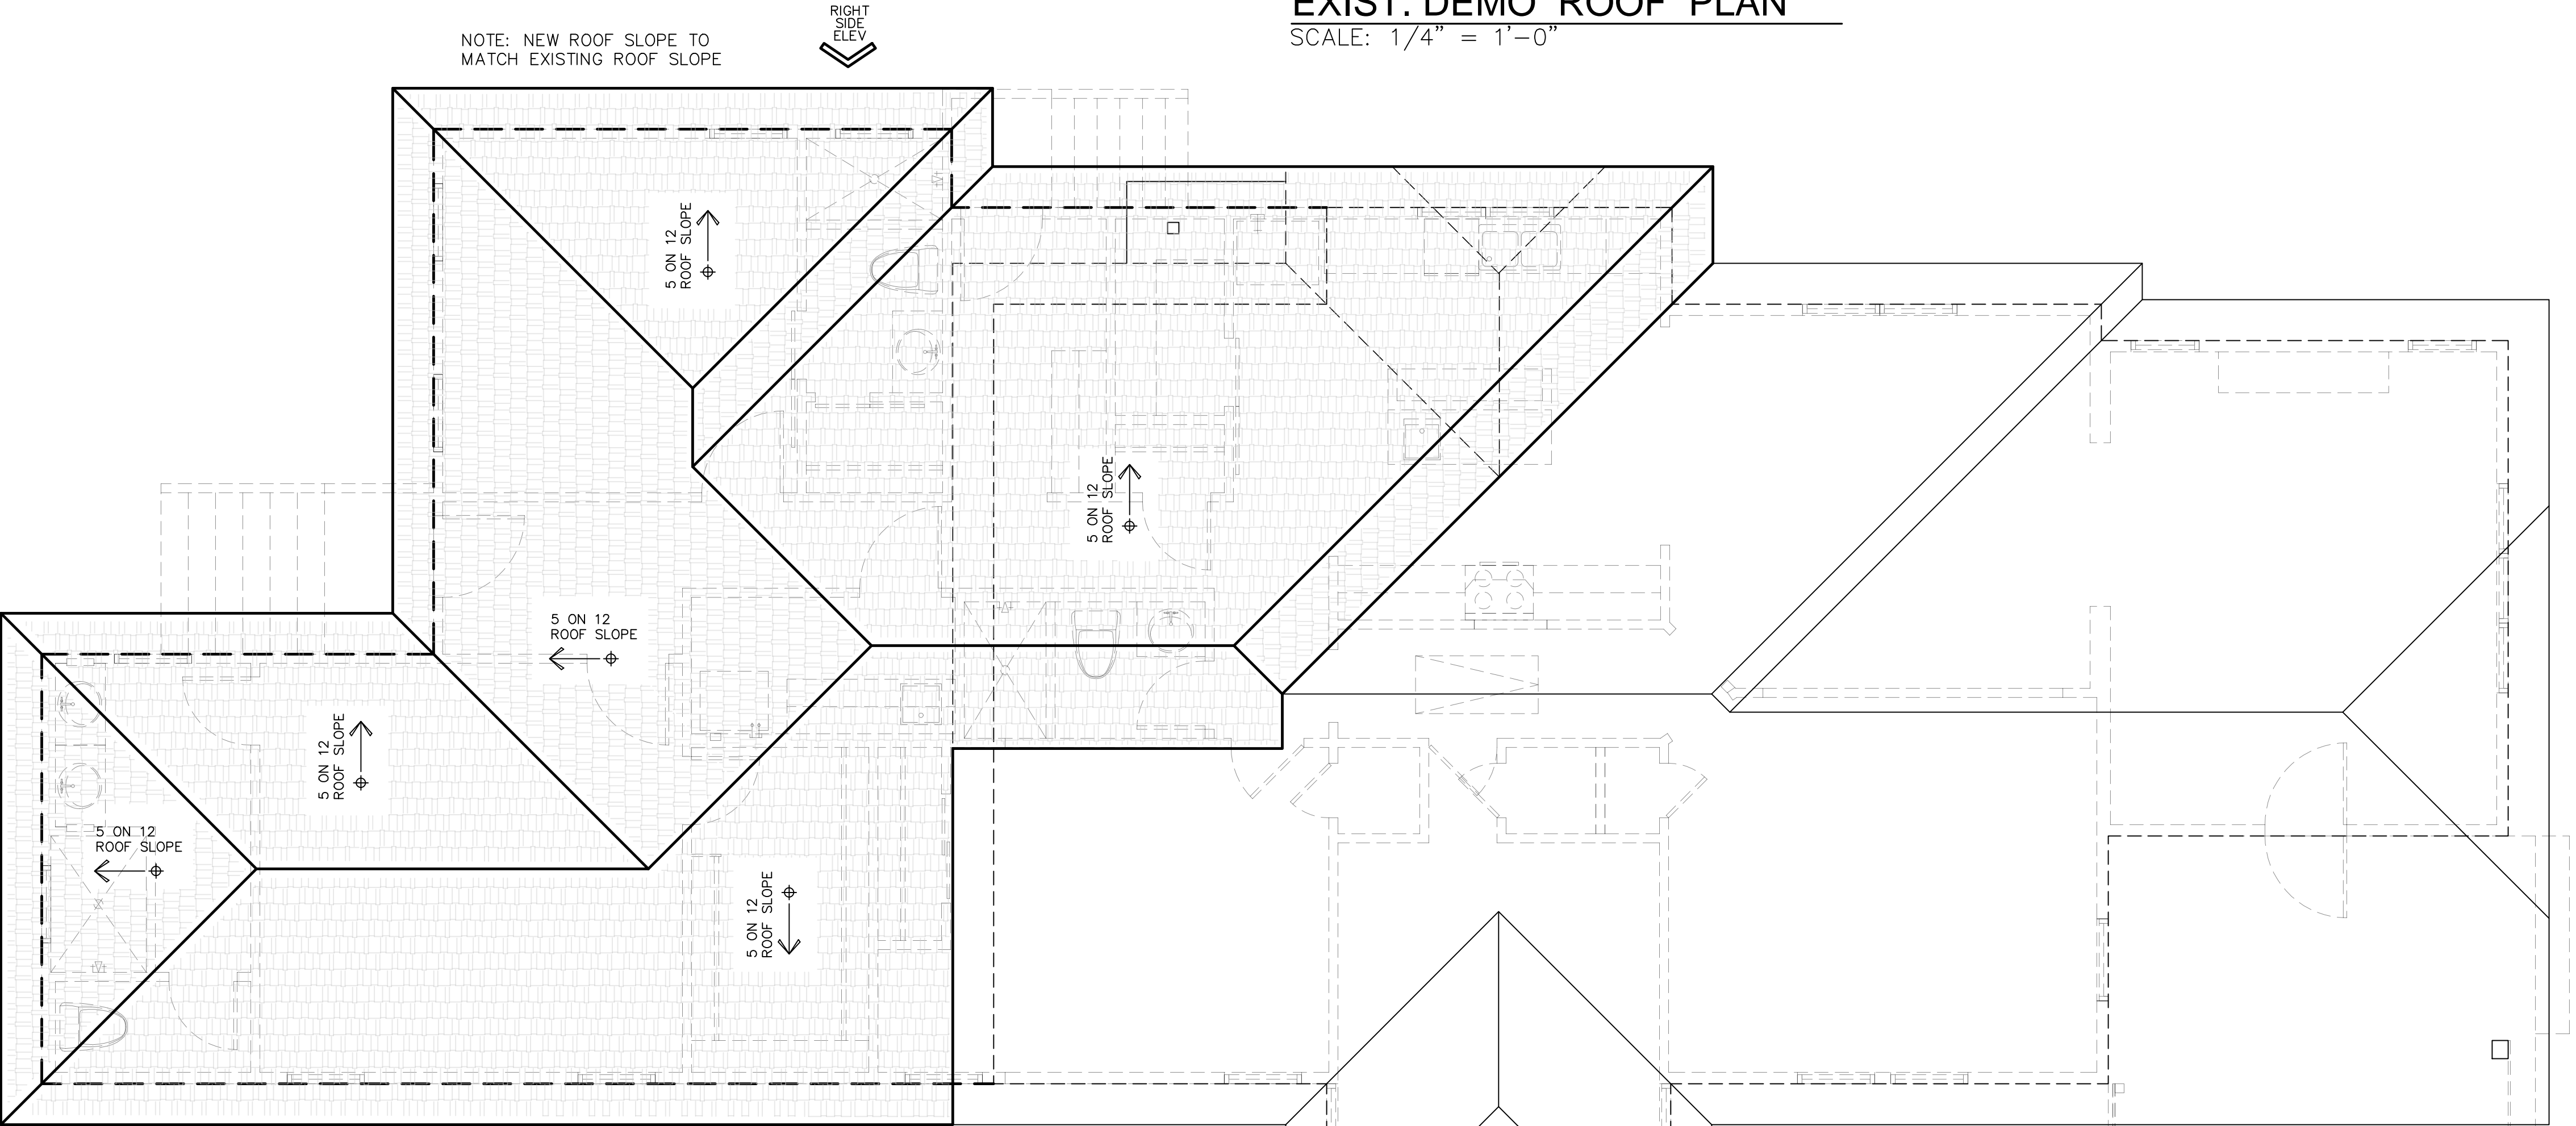 EXIST. DEMO ROOF PLAN
SCALE: 1/4" = 1'-0"
RIGHT
SIDE
ELEV
NOTE: NEW ROOF SLOPE TO
MATCH EXISTING ROOF SLOPE
5 ON 12
ROOF SLOPE
5 ON 12
ROOF SLOPE
5 ON 12
ROOF SLOPE
5 ON 12
ROOF SLOPE
5 ON 12
ROOF SLOPE
5 ON 12
ROOF SLOPE